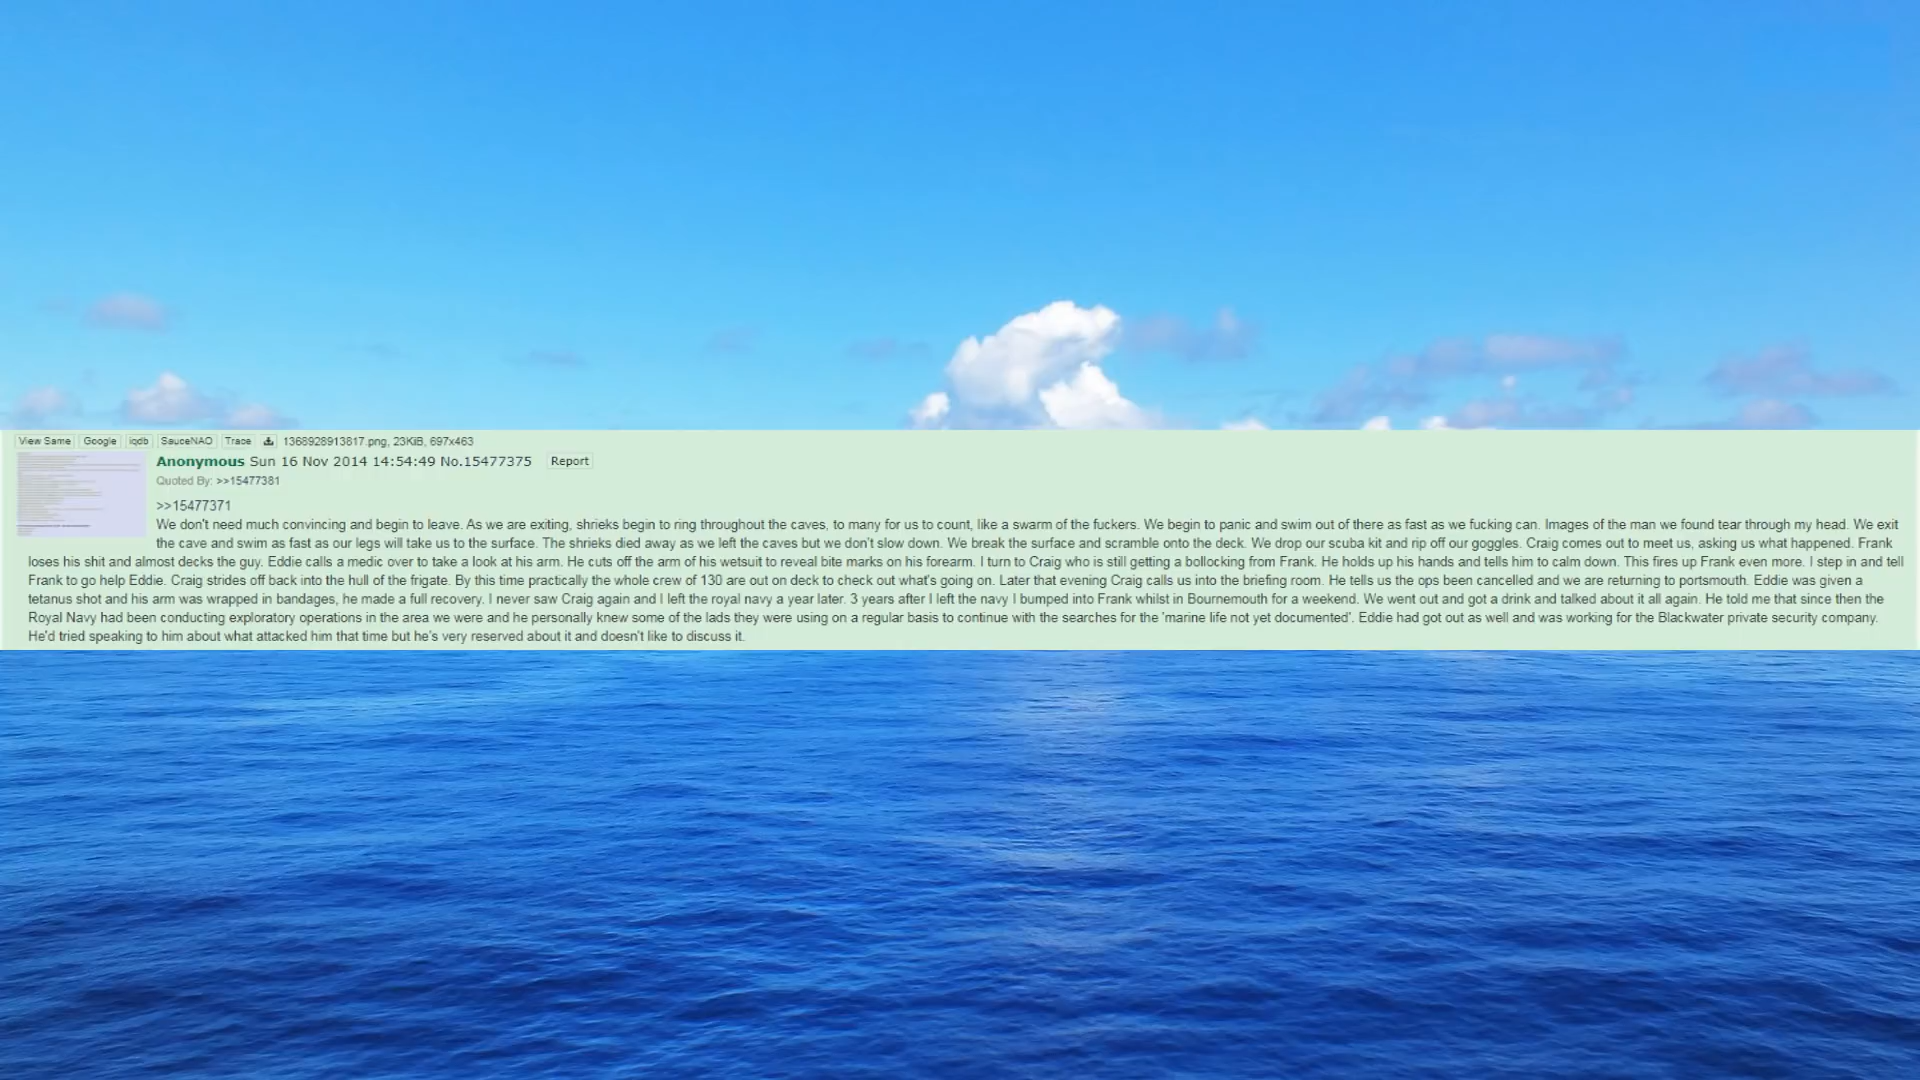 View Same Google iqdb SauceNAO Trace 1368928913817.png, 23KiB, 697x463
Anonymous Sun 16 Nov 2014 14:54:49 No.15477375 Report
Quoted By: >>15477381
>>15477371
We don't need much convincing and begin to leave. As we are exiting, shrieks begin to ring throughout the caves, to many for us to count, like a swarm of the fuckers. We begin to panic and swim out of there as fast as we fucking can. Images of the man we found tear through my head. We exit
the cave and swim as fast as our legs will take us to the surface. The shrieks died away as we left the caves but we don't slow down. We break the surface and scramble onto the deck. We drop our scuba kit and rip off our goggles. Craig comes out to meet us, asking us what happened. Frank
loses his shit and almost decks the guy. Eddie calls a medic over to take a look at his arm. He cuts off the arm of his wetsuit to reveal bite marks on his forearm. I turn to Craig who is still getting a bollocking from Frank. He holds up his hands and tells him to calm down. This fires up Frank even more. I step in and tell
Frank to go help Eddie. Craig strides off back into the hull of the frigate. By this time practically the whole crew of 130 are out on deck to check out what's going on. Later that evening Craig calls us into the briefing room. He tells us the ops been cancelled and we are returning to portsmouth. Eddie was given a
tetanus shot and his arm was wrapped in bandages, he made a full recovery. I never saw Craig again and I left the royal navy a year later. 3 years after I left the navy I bumped into Frank whilst in Bournemouth for a weekend. We went out and got a drink and talked about it all again. He told me that since then the
Royal Navy had been conducting exploratory operations in the area we were and he personally knew some of the lads they were using on a regular basis to continue with the searches for the 'marine life not yet documented'. Eddie had got out as well and was working for the Blackwater private security company.
He'd tried speaking to him about what attacked him that time but he's very reserved about it and doesn't like to discuss it.